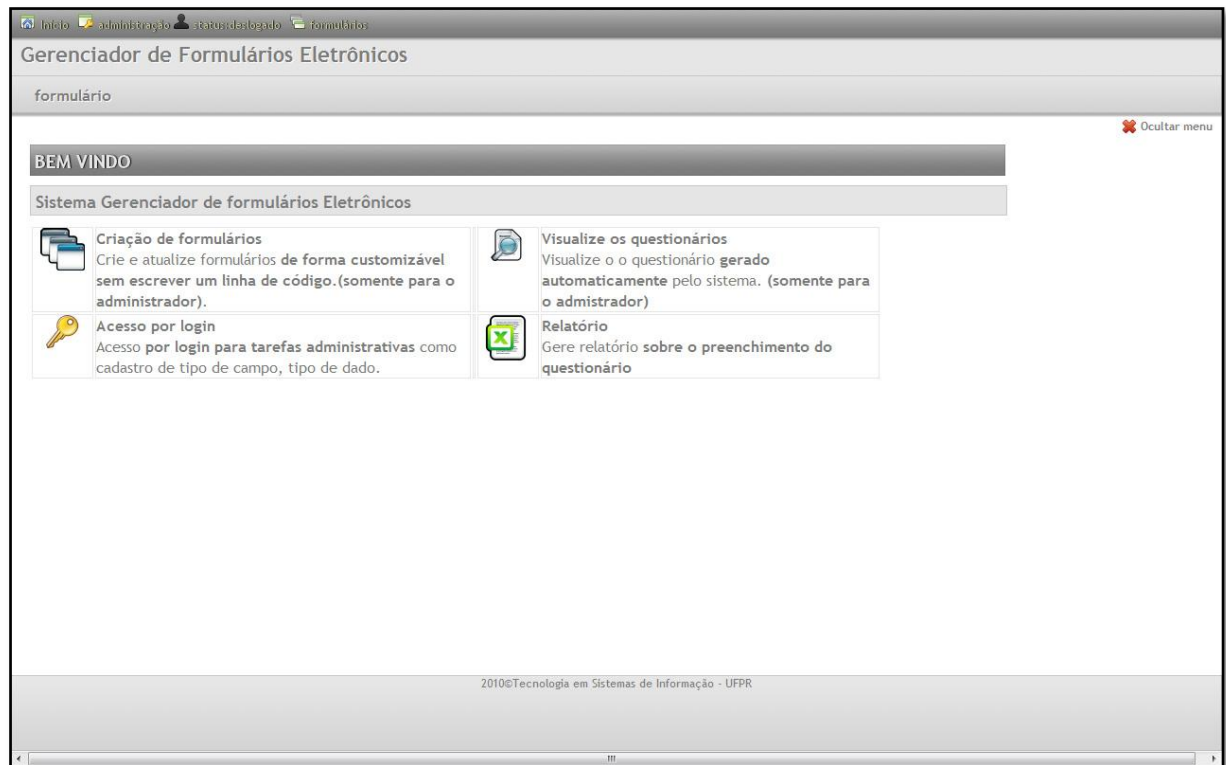 Início administração status:deslogado formulários
Gerenciador de Formulários Eletrônicos
formulário
Ocultar menu
BEM VINDO
Sistema Gerenciador de formulários Eletrônicos
Criação de formulários
Crie e atualize formulários de forma customizável
sem escrever um linha de código.(somente para o
administrador).
Visualize os questionários
Visualize o o questionário gerado
automaticamente pelo sistema. (somente para
o admistrador)
Acesso por login
Acesso por login para tarefas administrativas como
cadastro de tipo de campo, tipo de dado.
Relatório
Gere relatório sobre o preenchimento do
questionário
2010©Tecnologia em Sistemas de Informação - UFPR